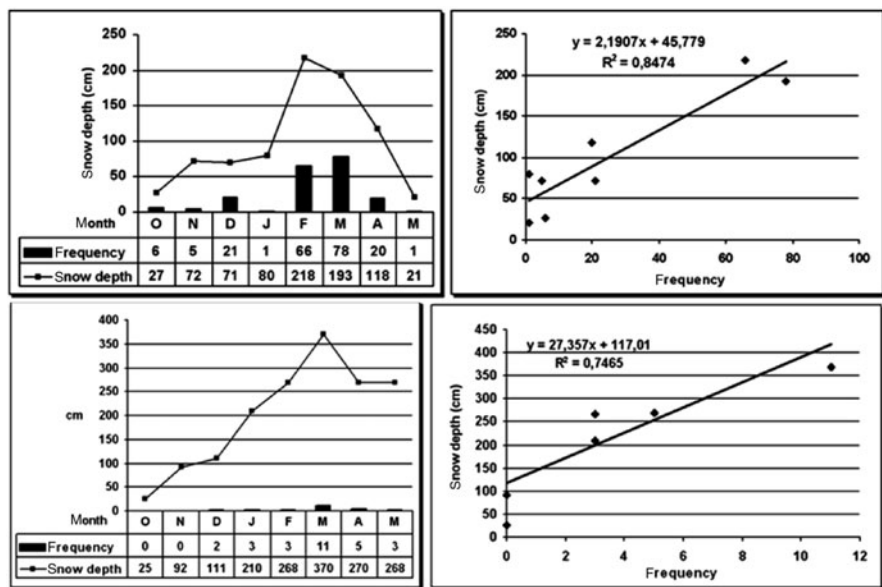 250
200
150
100
50
0
Snow depth (cm)
Month O N D J F M A M
Frequency 6 5 21 1 66 78 20 1
Snow depth 27 72 71 80 218 193 118 21
y = 2,1907x + 45,779
R² = 0,8474
250
200
150
100
50
0
Snow depth (cm)
0 20 40 60 80 100
Frequency
400
350
300
250
200
150
100
50
0
cm
Month O N D J F M A M
Frequency 0 0 2 3 3 11 5 3
Snow depth 25 92 111 210 268 370 270 268
y = 27,357x + 117,01
R² = 0,7465
450
400
350
300
250
200
150
100
50
0
Snow depth (cm)
0 2 4 6 8 10 12
Frequency